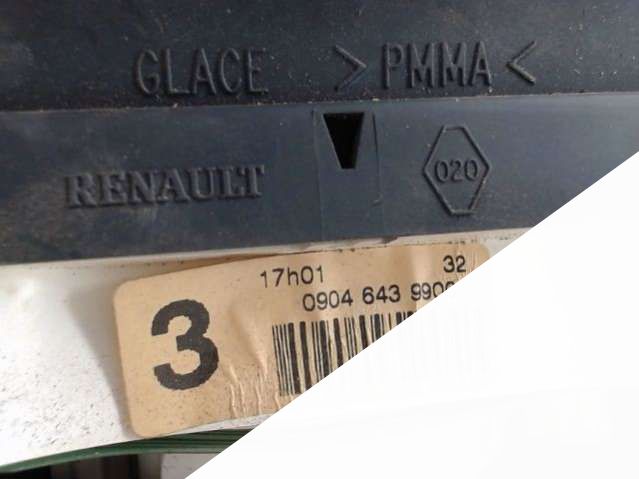 GLACE >PMMA<
RENAULT 020
17h01 32
0904 643
3